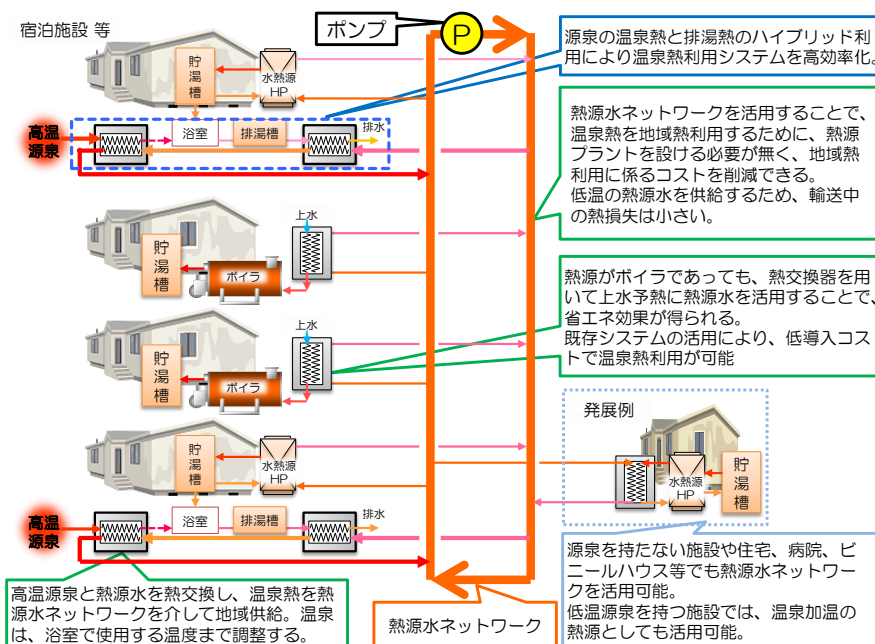 宿泊施設 等
ポンプ
P
源泉の温泉熱と排湯熱のハイブリッド利
用により温泉熱利用システムを高効率化。
貯湯槽
水熱源
HP
高温
源泉
浴室
排湯槽
排水
熱源水ネットワークを活用することで、
温泉熱を地域熱利用するために、熱源
プラントを設ける必要が無く、地域熱
利用に係るコストを削減できる。
低温の熱源水を供給するため、輸送中
の熱損失は小さい。
上水
貯湯槽
ボイラ
熱源がボイラであっても、熱交換器を用
いて上水予熱に熱源水を活用することで、
省エネ効果が得られる。
既存システムの活用により、低導入コス
トで温泉熱利用が可能
上水
貯湯槽
ボイラ
発展例
水熱源
HP
貯湯槽
貯湯槽
水熱源
HP
高温
源泉
浴室
排湯槽
排水
源泉を持たない施設や住宅、病院、ビ
ニールハウス等でも熱源水ネットワー
クを活用可能。
低温源泉を持つ施設では、温泉加温の
熱源としても活用可能。
高温源泉と熱源水を熱交換し、温泉熱を熱
源水ネットワークを介して地域供給。温泉
は、浴室で使用する温度まで調整する。
熱源水ネットワーク